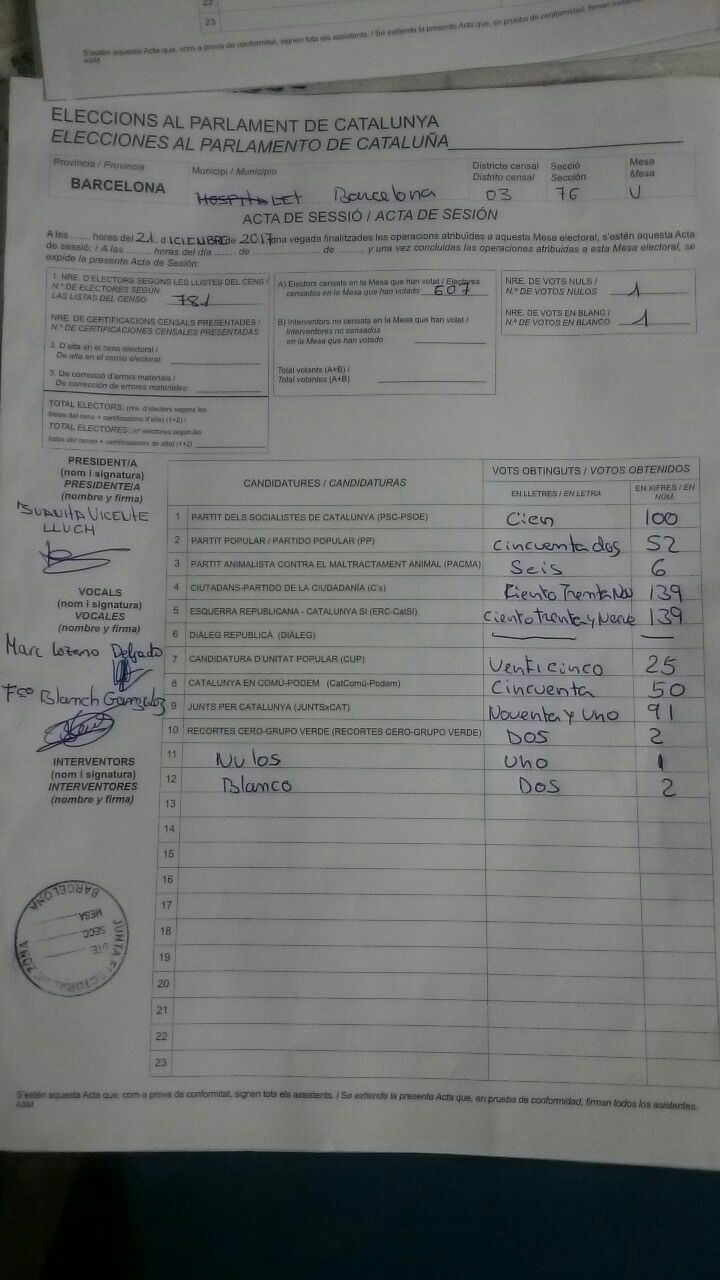 22
23
S'estén aquesta Acta que, com a prova de conformitat, signen tots els assistents. / Se extiende la presente Acta que, en prueba de conformidad, firman
ASM
ELECCIONS AL PARLAMENT DE CATALUNYA
ELECCIONES AL PARLAMENTO DE CATALUÑA
Província / Provincia
BARCELONA
Municipi / Municipio
HOSPITALET Barcelona
Districte censal
Distrito censal
03
Secció
Sección
76
Mesa
Mesa
U
ACTA DE SESSIÓ / ACTA DE SESIÓN
A les ........ hores del 21 d ICIEMBRE de 2017 una vegada finalitzades les operacions atribuïdes a aquesta Mesa electoral, s'estén aquesta Acta
de sessió: / A las ......... horas del día ......... de ......... de ........ y una vez concluidas las operaciones atribuidas a esta Mesa electoral, se
expide la presente Acta de Sesión:
1. NRE. D'ELECTORS SEGONS LES LLISTES DEL CENS /
N.º DE ELECTORES SEGÚN
LAS LISTAS DEL CENSO 781
NRE. DE CERTIFICACIONS CENSALS PRESENTADES /
N.º DE CERTIFICACIONES CENSALES PRESENTADAS
2. D'alta en el cens electoral /
De alta en el censo electoral:
3. De correcció d'errors materials /
De corrección de errores materiales:
TOTAL ELECTORS: (nre. d'electors segons les
llistes del cens + certificacions d'alta) (1+2) /
TOTAL ELECTORES: (nº electores según las
listas del censo + certificaciones de alta) (1+2)
A) Electors censats en la Mesa que han votat / Electores
censados en la Mesa que han votado 607
B) Interventors no censats en la Mesa que han votat /
Interventores no censados
en la Mesa que han votado
Total votants (A+B) /
Total votantes (A+B)
NRE. DE VOTS NULS /
N.º DE VOTOS NULOS 1
NRE. DE VOTS EN BLANC /
N.º DE VOTOS EN BLANCO 1
PRESIDENT/A
(nom i signatura)
PRESIDENTE/A
(nombre y firma)
JUANITA VICENTE
LLUCH
VOCALS
(nom i signatura)
VOCALES
(nombre y firma)
Marc Lozano Delgado
Fco Blanch González
INTERVENTORS
(nom i signatura)
INTERVENTORES
(nombre y firma)
CANDIDATURES / CANDIDATURAS
VOTS OBTINGUTS / VOTOS OBTENIDOS
EN LLETRES / EN LETRA
EN XIFRES / EN
NÚM.
1 PARTIT DELS SOCIALISTES DE CATALUNYA (PSC-PSOE) Cien 100
2 PARTIT POPULAR / PARTIDO POPULAR (PP) cincuenta dos 52
3 PARTIT ANIMALISTA CONTRA EL MALTRACTAMENT ANIMAL (PACMA) Seis 6
4 CIUTADANS-PARTIDO DE LA CIUDADANÍA (C's) Ciento Treinta 139
5 ESQUERRA REPUBLICANA - CATALUNYA SÍ (ERC-CatSí) Ciento Treinta y Nueve 139
6 DIÀLEG REPUBLICÀ (DIÀLEG)
7 CANDIDATURA D'UNITAT POPULAR (CUP) Venticinco 25
8 CATALUNYA EN COMÚ-PODEM (CatComú-Podem) Cincuenta 50
9 JUNTS PER CATALUNYA (JUNTSxCAT) Noventa y Uno 91
10 RECORTES CERO-GRUPO VERDE (RECORTES CERO-GRUPO VERDE) DOS 2
11 Nulos Uno 1
12 Blanco Dos 2
13
14
15
16
17
18
19
20
21
22
23
JUNTA ELECTORAL DE ZONA
BARCELONA
DTE.
SECC.
MESA
S'estén aquesta Acta que, com a prova de conformitat, signen tots els assistents. / Se extiende la presente Acta que, en prueba de conformidad, firman todos los asistentes.
ASM